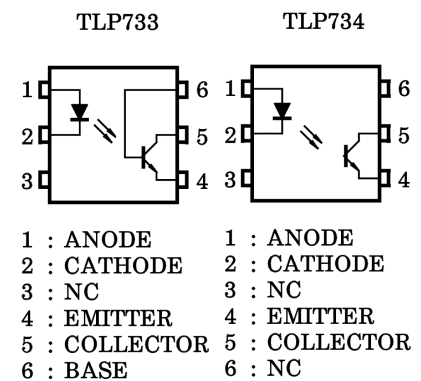 TLP733
1
2
3
6
5
4
1 : ANODE
2 : CATHODE
3 : NC
4 : EMITTER
5 : COLLECTOR
6 : BASE
TLP734
1
2
3
6
5
4
1 : ANODE
2 : CATHODE
3 : NC
4 : EMITTER
5 : COLLECTOR
6 : NC